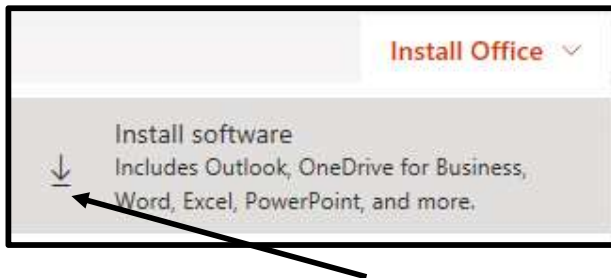 Install Office
Install software
Includes Outlook, OneDrive for Business,
Word, Excel, PowerPoint, and more.